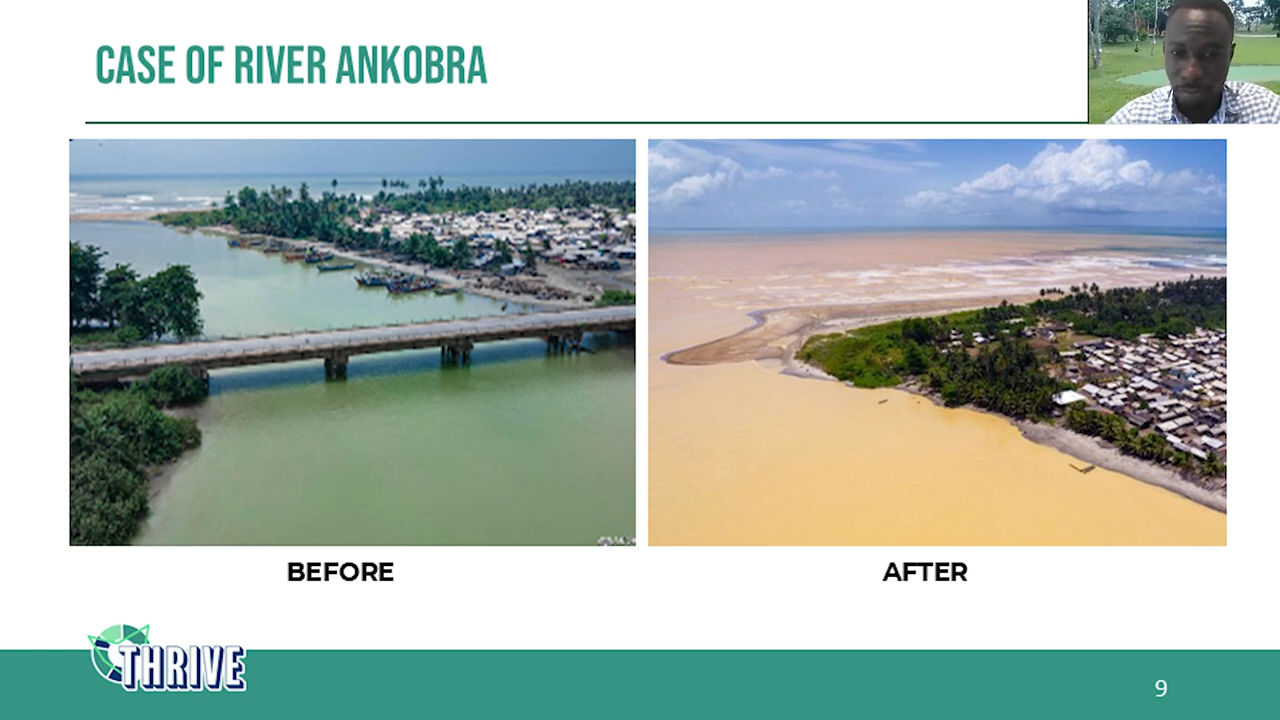 CASE OF RIVER ANKOBRA
BEFORE
AFTER
THRIVE
9